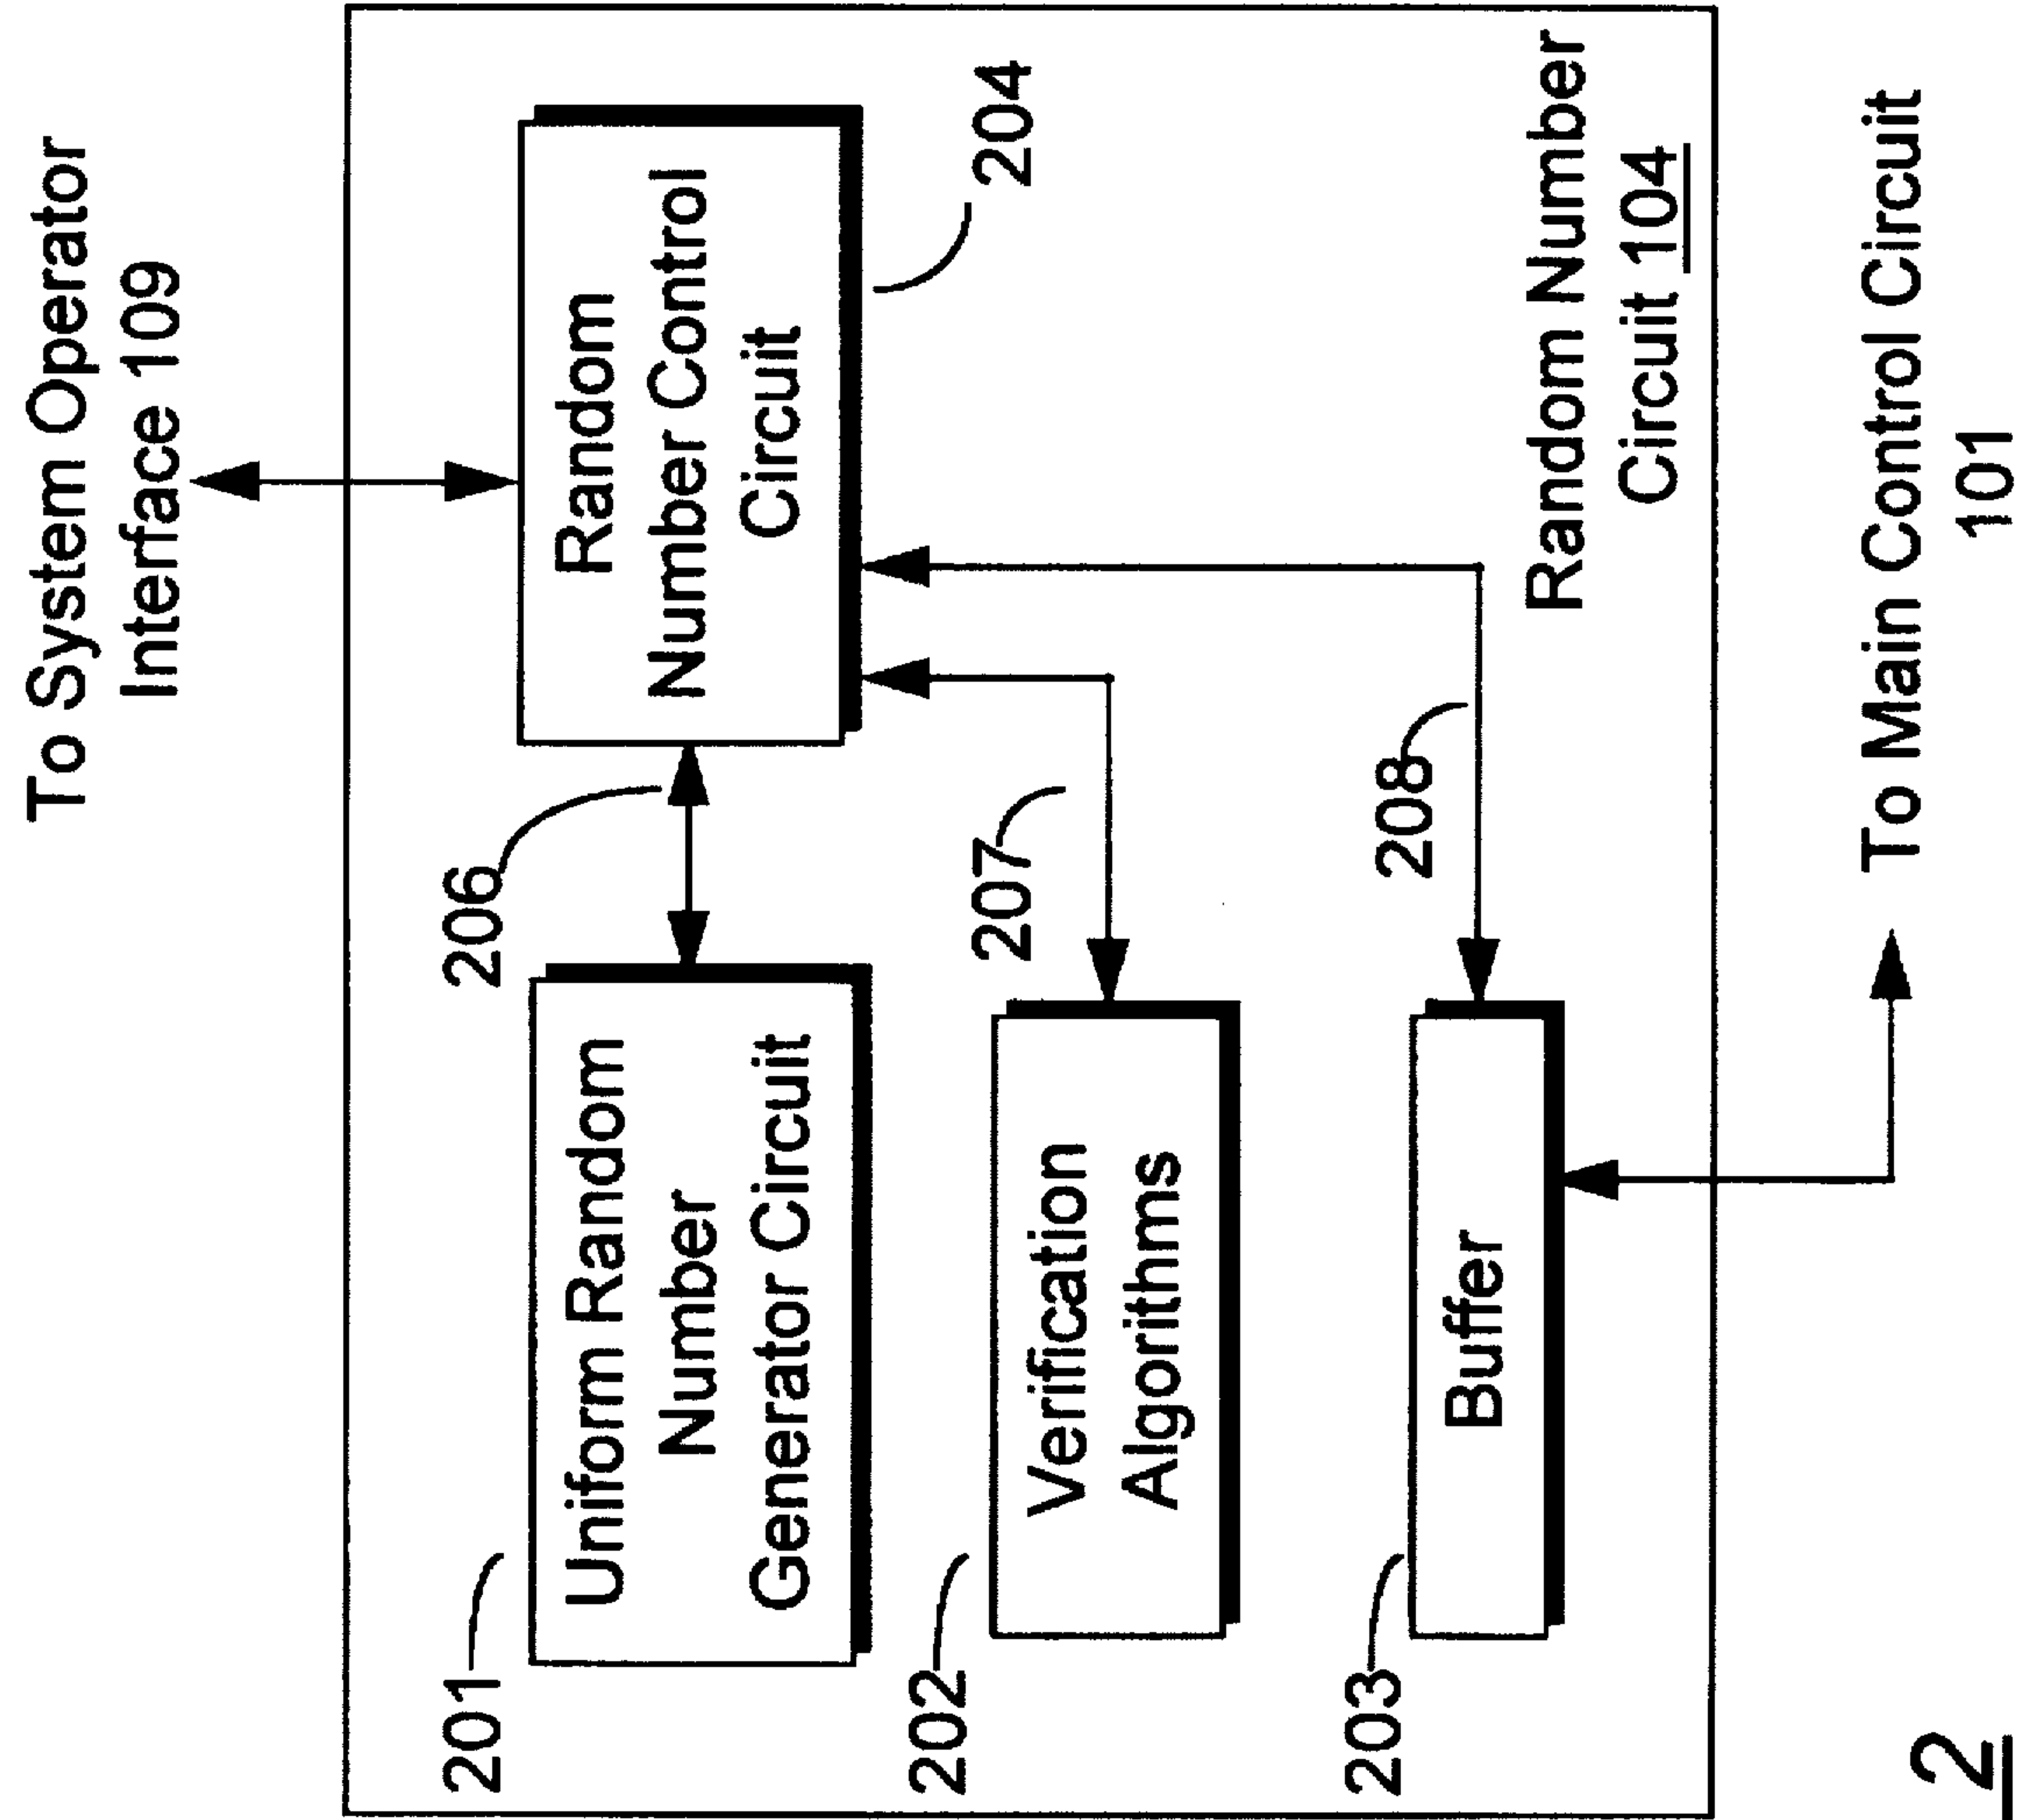 To System Operator
Interface 109
201
Uniform Random
Number
Generator Circuit
206
Random
Number Control
Circuit
204
202
Verification
Algorithms
207
203
Buffer
208
Random Number
Circuit 104
To Main Control Circuit
101
2